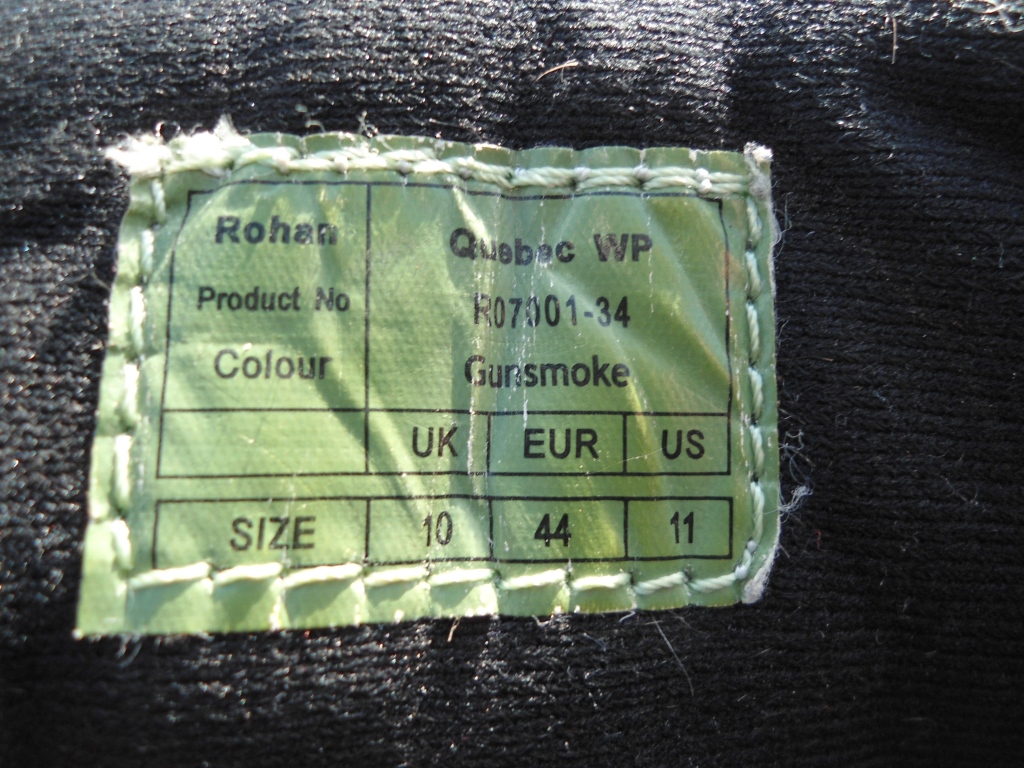 Rohan Quebec WP
Product No R07001-34
Colour Gunsmoke
UK EUR US
SIZE 10 44 11